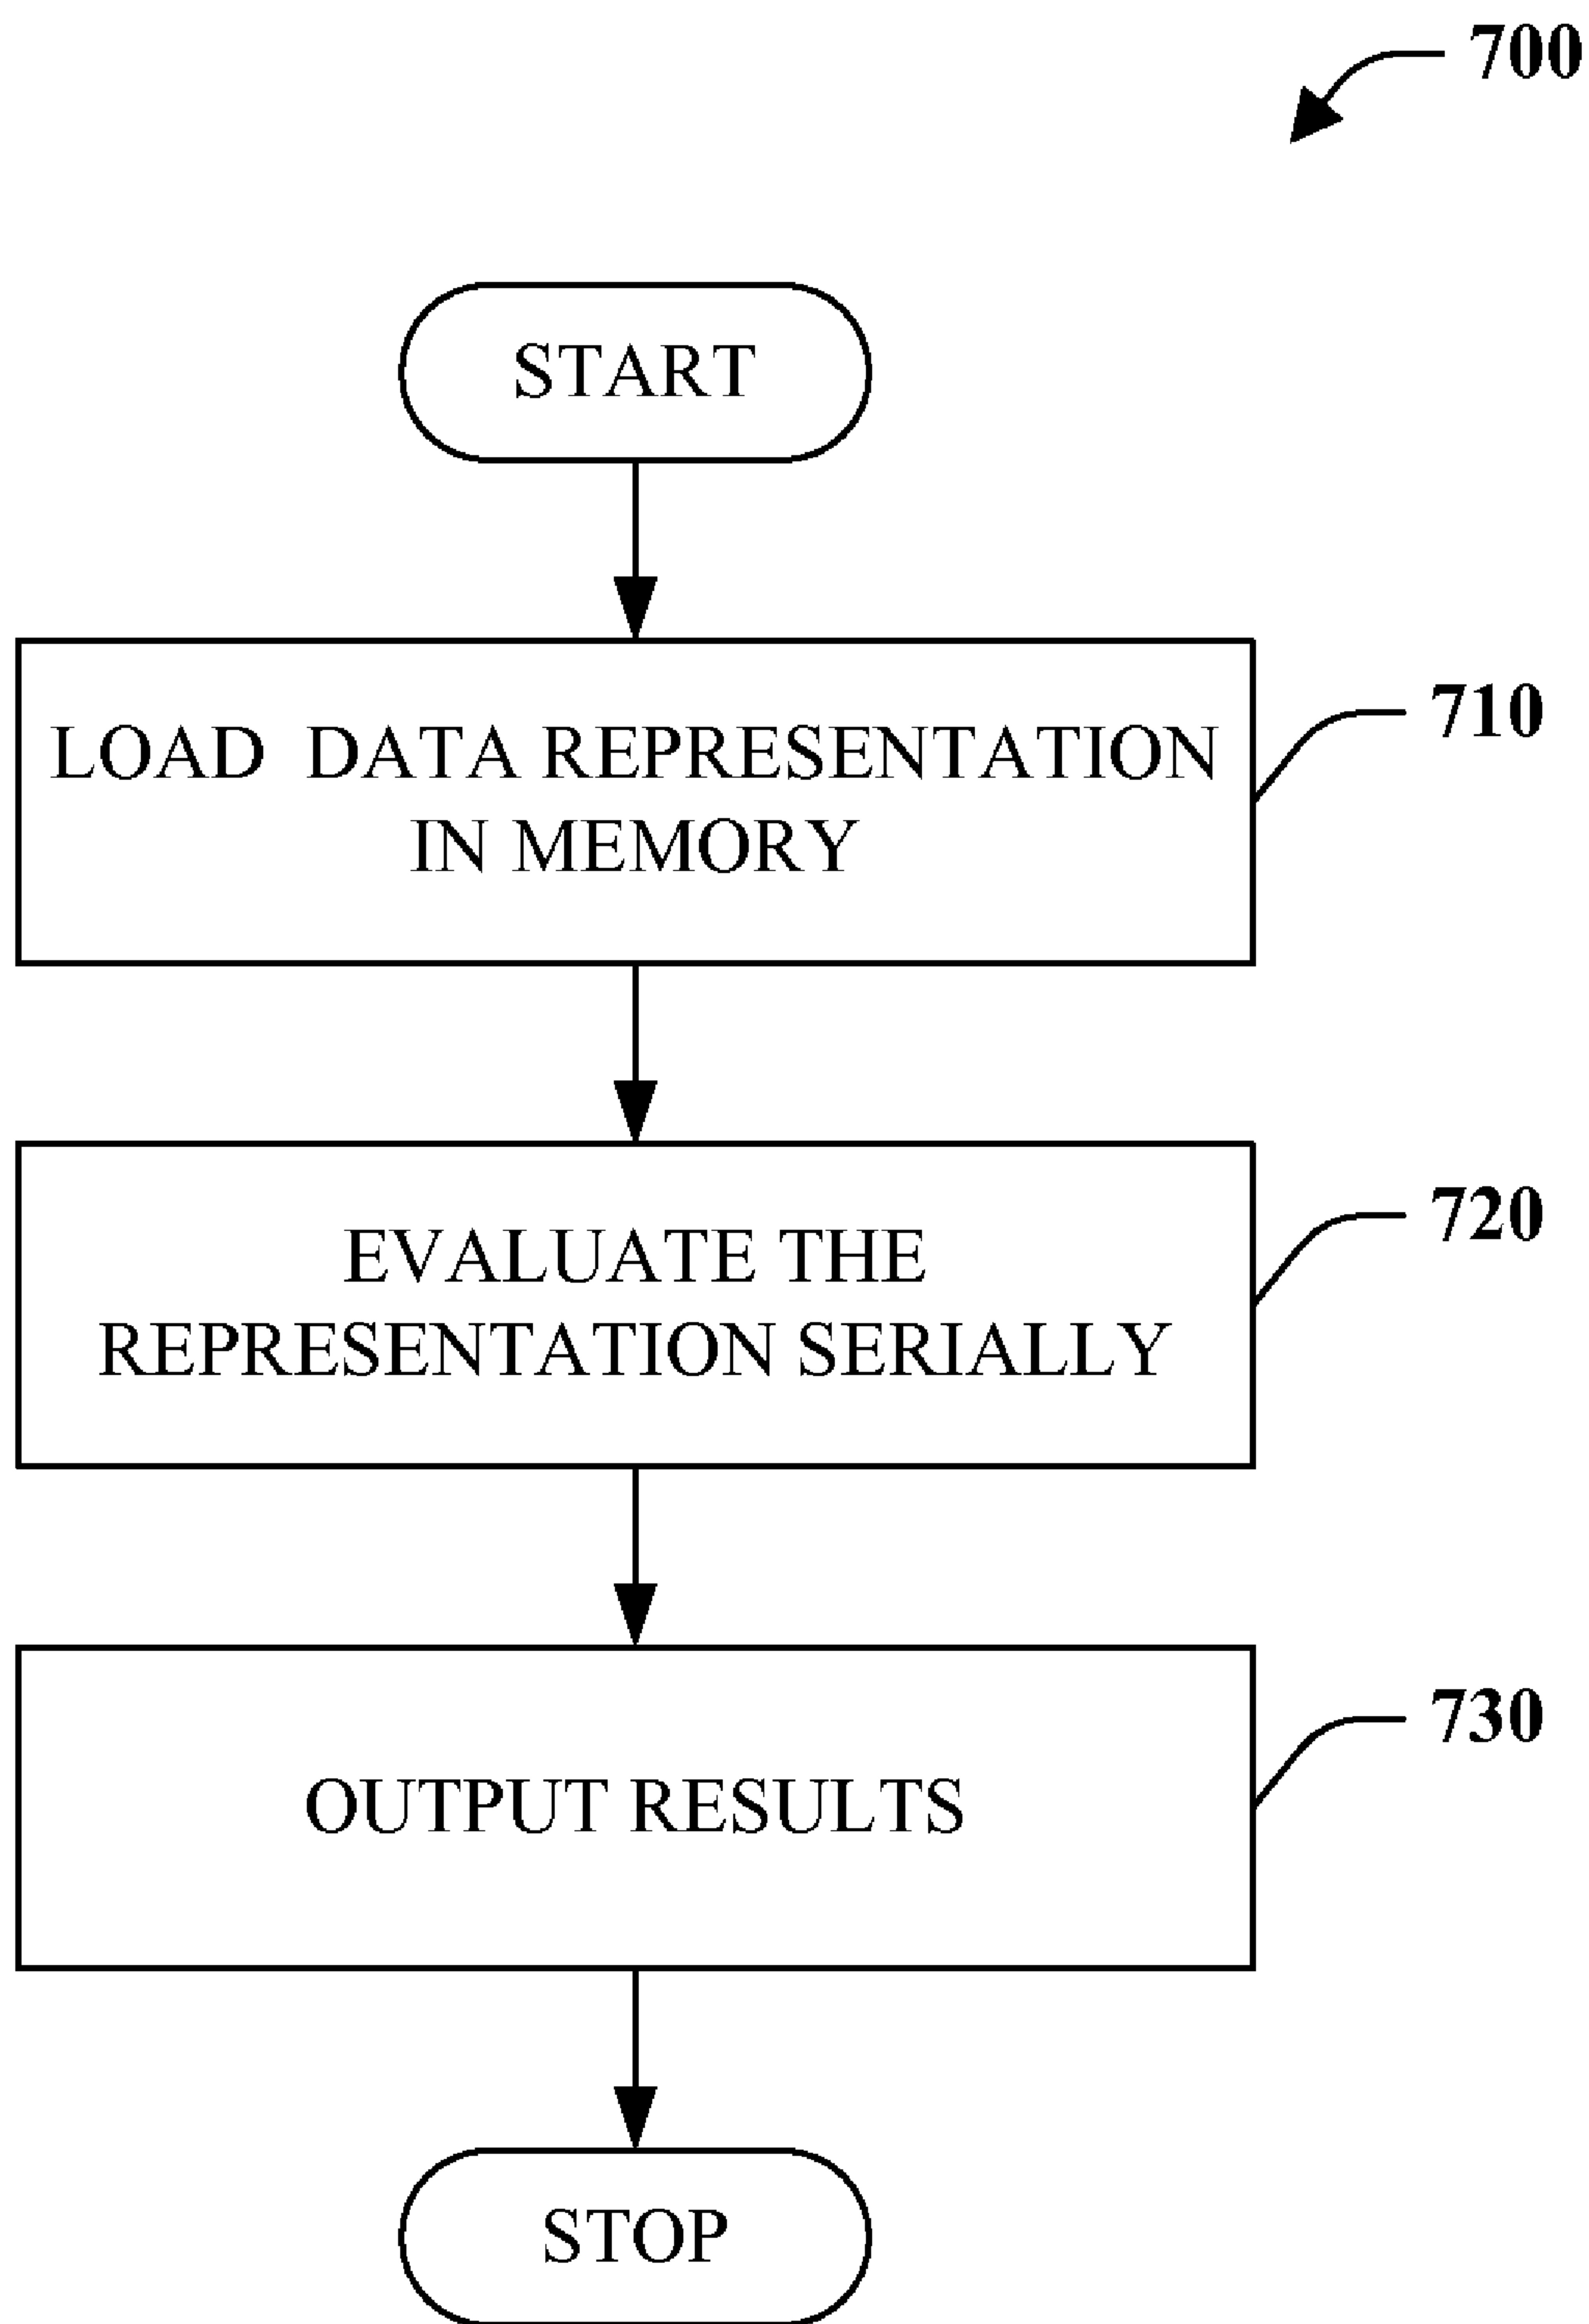 700
START
LOAD DATA REPRESENTATION
IN MEMORY
710
EVALUATE THE
REPRESENTATION SERIALLY
720
OUTPUT RESULTS
730
STOP